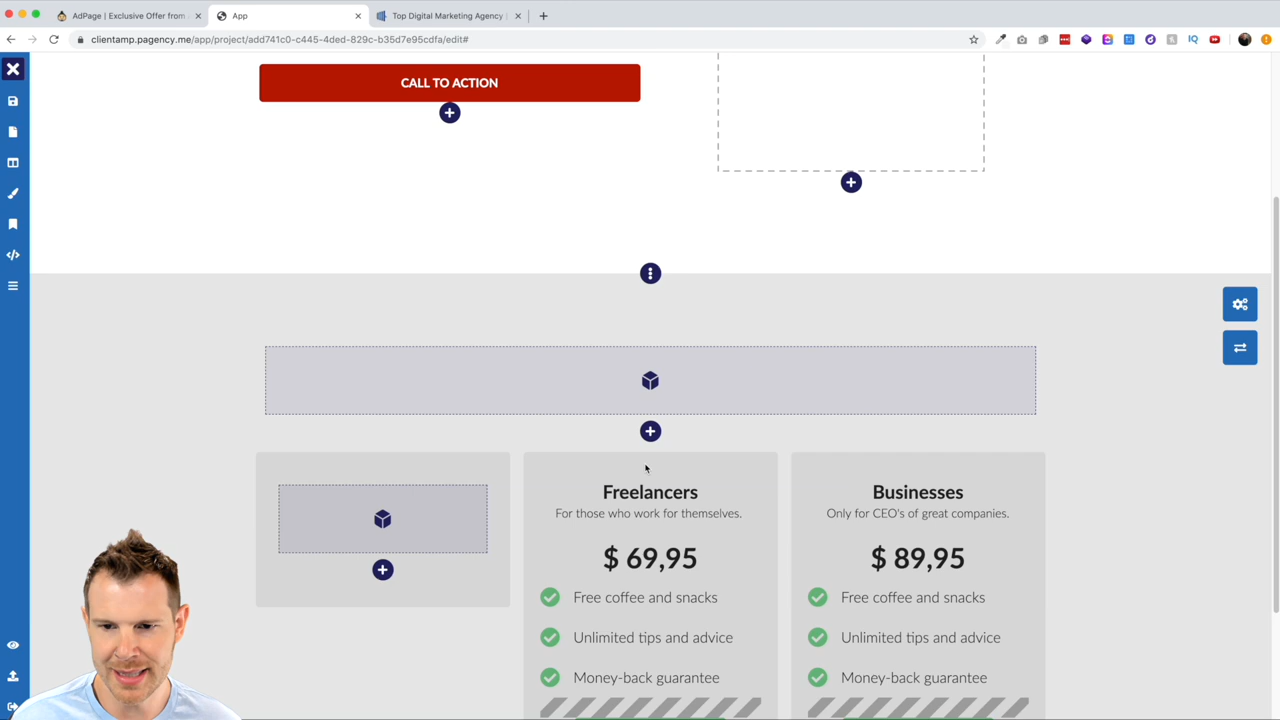 AdPage | Exclusive Offer from
App
Top Digital Marketing Agency |
clientamp.pagency.me/app/project/add741c0-c445-4ded-829c-b35d7e95cdfa/edit#
IQ
CALL TO ACTION
Freelancers
Businesses
For those who work for themselves.
Only for CEO's of great companies.
$ 69,95
$ 89,95
Free coffee and snacks
Free coffee and snacks
Unlimited tips and advice
Unlimited tips and advice
Money-back guarantee
Money-back guarantee